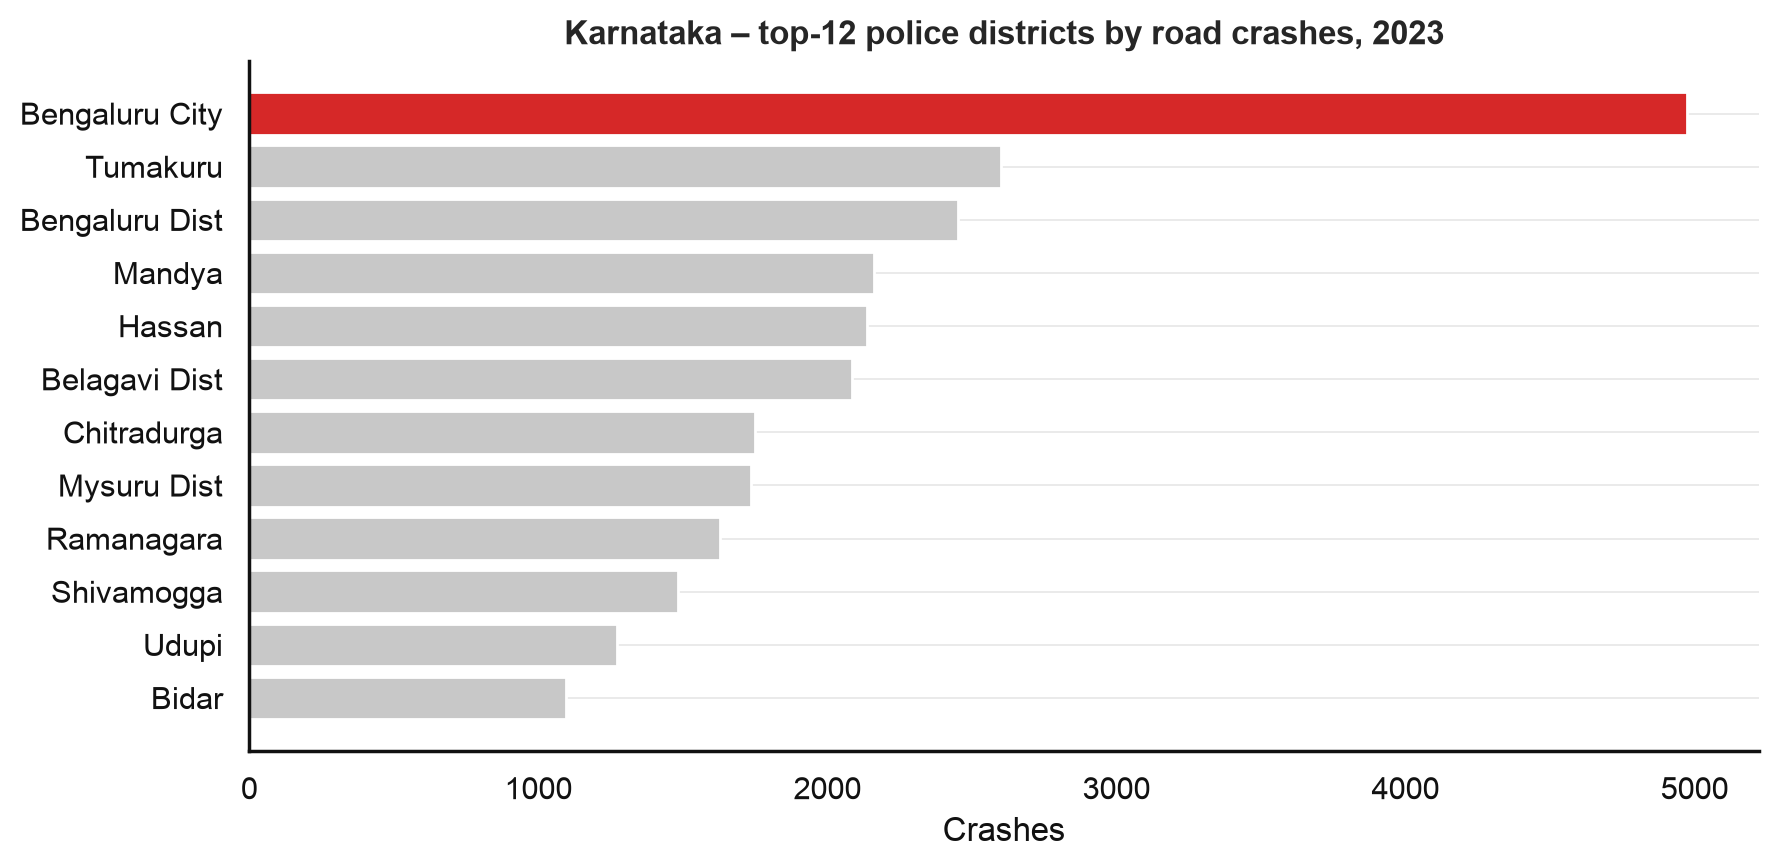 Karnataka – top-12 police districts by road crashes, 2023
Bengaluru City
Tumakuru
Bengaluru Dist
Mandya
Hassan
Belagavi Dist
Chitradurga
Mysuru Dist
Ramanagara
Shivamogga
Udupi
Bidar
0 1000 2000 3000 4000 5000
Crashes